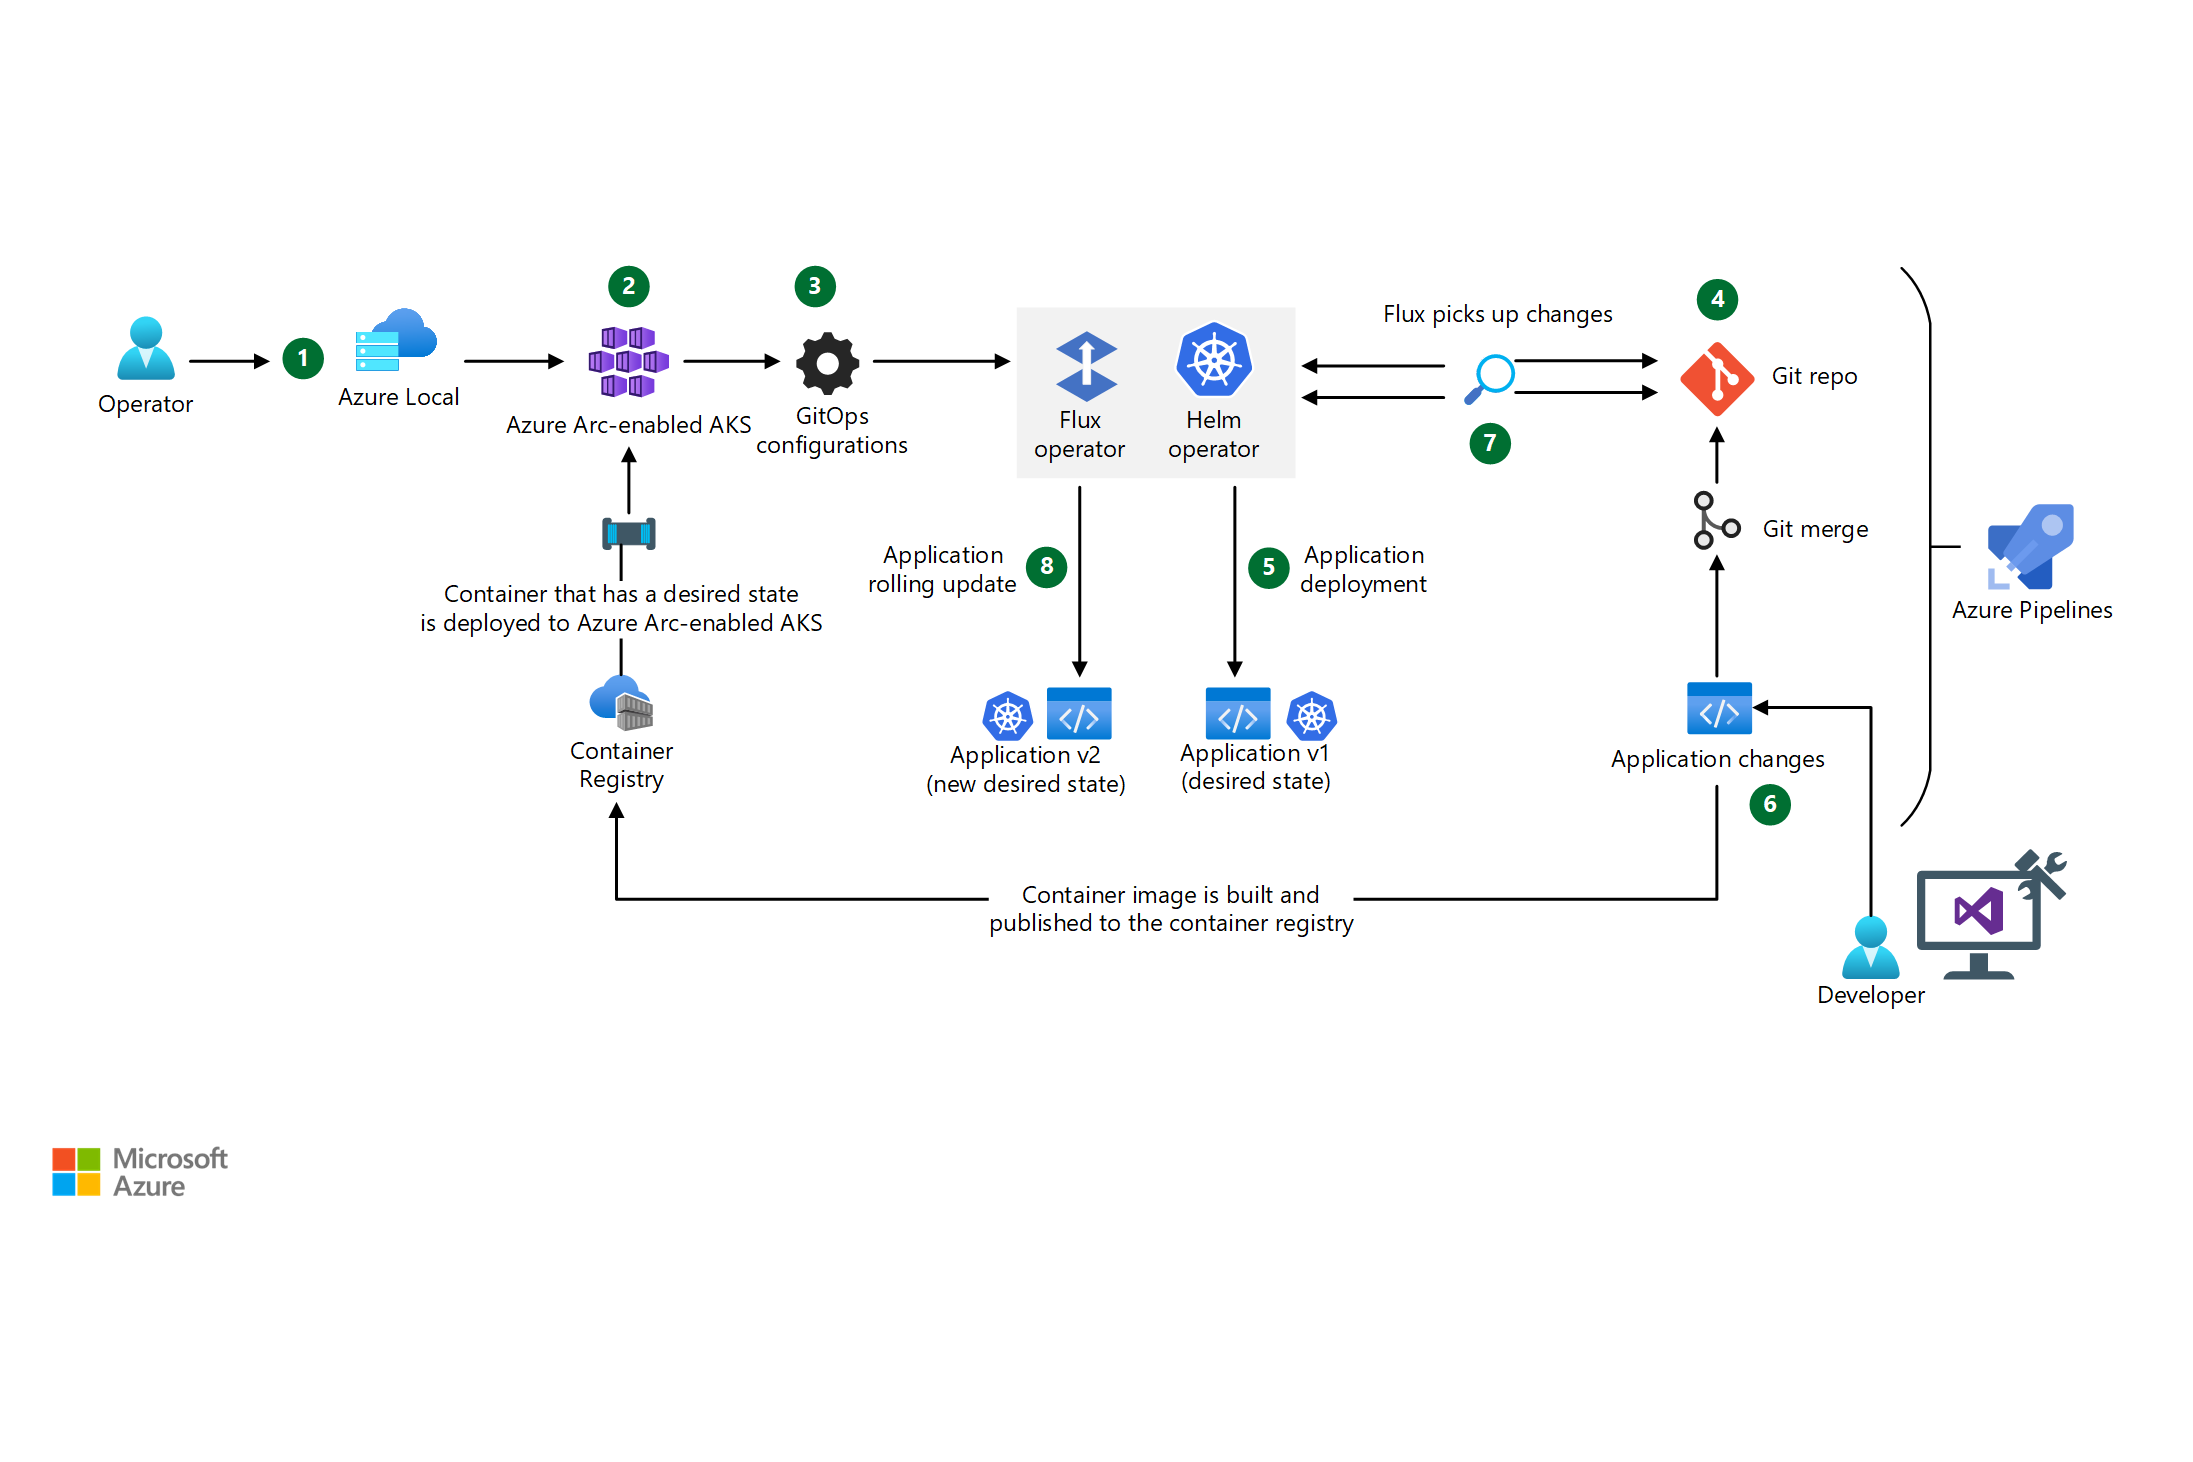 2
3
4
Flux picks up changes
1
Operator
Azure Local
Azure Arc-enabled AKS
GitOps
configurations
Flux
operator
Helm
operator
7
Git repo
Git merge
Application
rolling update
8
5
Application
deployment
Container that has a desired state
is deployed to Azure Arc-enabled AKS
Azure Pipelines
Container
Registry
Application v2
(new desired state)
Application v1
(desired state)
Application changes
6
Container image is built and
published to the container registry
Developer
Microsoft
Azure